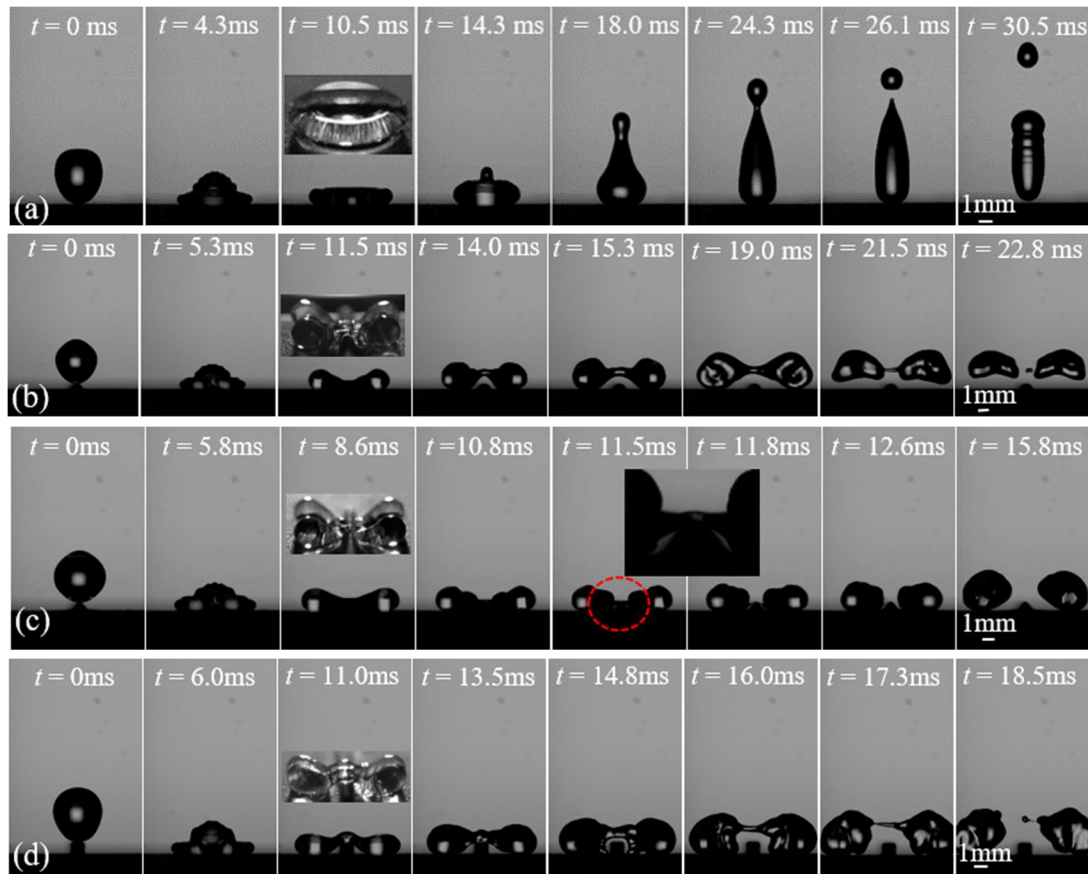 t = 0 ms t = 4.3ms t = 10.5 ms t = 14.3 ms t = 18.0 ms t = 24.3 ms t = 26.1 ms t = 30.5 ms
(a) 1mm
t = 0 ms t = 5.3ms t = 11.5 ms t = 14.0 ms t = 15.3 ms t = 19.0 ms t = 21.5 ms t = 22.8 ms
(b) 1mm
t = 0ms t = 5.8ms t = 8.6ms t =10.8ms t = 11.5ms t = 11.8ms t = 12.6ms t = 15.8ms
(c) 1mm
t = 0ms t = 6.0ms t = 11.0ms t = 13.5ms t = 14.8ms t = 16.0ms t = 17.3ms t = 18.5ms
(d) 1mm